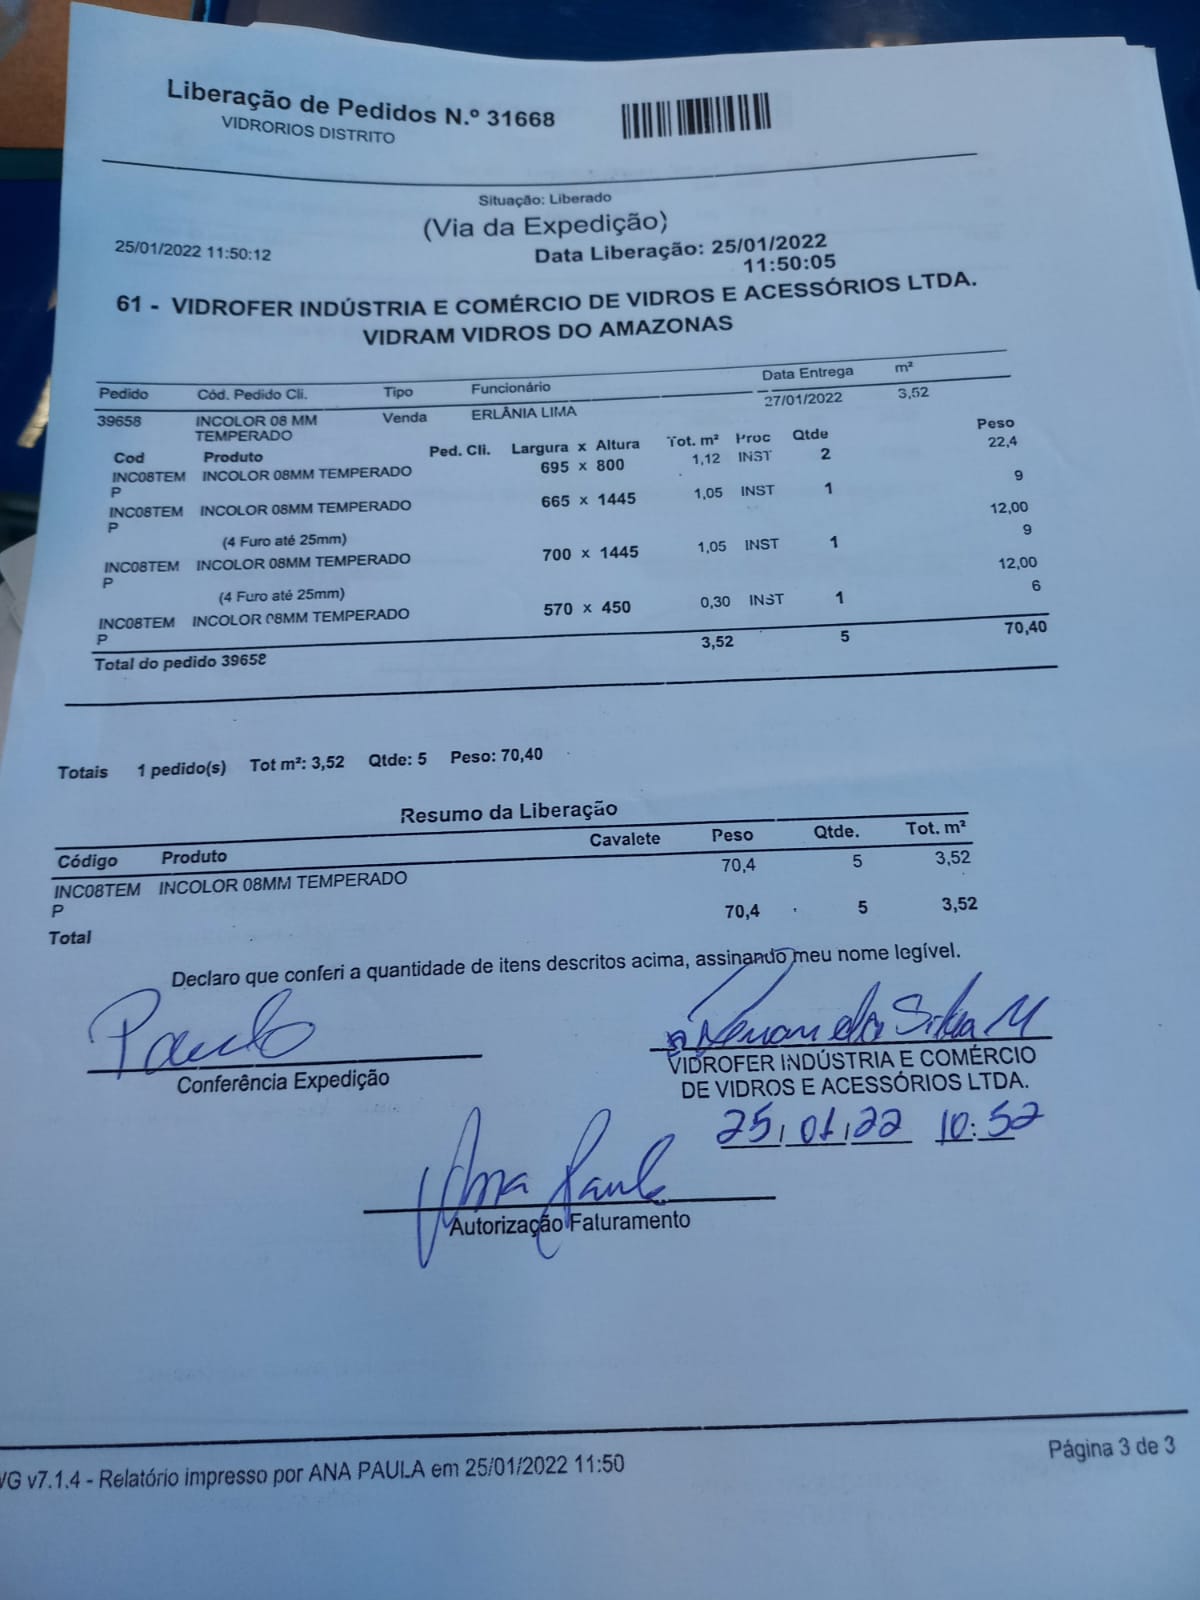 Liberação de Pedidos N.º 31668
VIDRORIOS DISTRITO
Situação: Liberado
(Via da Expedição)
25/01/2022 11:50:12
Data Liberação: 25/01/2022
11:50:05
61 - VIDROFER INDÚSTRIA E COMÉRCIO DE VIDROS E ACESSÓRIOS LTDA.
VIDRAM VIDROS DO AMAZONAS
Pedido Cód. Pedido Cli. Tipo Funcionário Data Entrega m²
39658 INCOLOR 08 MM TEMPERADO Venda ERLÂNIA LIMA 27/01/2022 3,52
Cod Produto Ped. Cli. Largura x Altura Tot. m² Proc Qtde Peso
INC08TEM INCOLOR 08MM TEMPERADO 695 x 800 1,12 INST 2 22,4
P
INC08TEM INCOLOR 08MM TEMPERADO 665 x 1445 1,05 INST 1 9
P
(4 Furo até 25mm) 12,00
INC08TEM INCOLOR 08MM TEMPERADO 700 x 1445 1,05 INST 1 9
P
(4 Furo até 25mm) 12,00
INC08TEM INCOLOR 08MM TEMPERADO 570 x 450 0,30 INST 1 6
P
Total do pedido 39658 3,52 5 70,40
Totais 1 pedido(s) Tot m²: 3,52 Qtde: 5 Peso: 70,40
Resumo da Liberação
Código Produto Cavalete Peso Qtde. Tot. m²
INC08TEM INCOLOR 08MM TEMPERADO 70,4 5 3,52
P
Total 70,4 5 3,52
Declaro que conferi a quantidade de itens descritos acima, assinando meu nome legível.
Paulo
Silva M
Conferência Expedição
VIDROFER INDÚSTRIA E COMÉRCIO
DE VIDROS E ACESSÓRIOS LTDA.
25/01/22 10:52
Ana Paula
Autorização Faturamento
Página 3 de 3
v7.1.4 - Relatório impresso por ANA PAULA em 25/01/2022 11:50